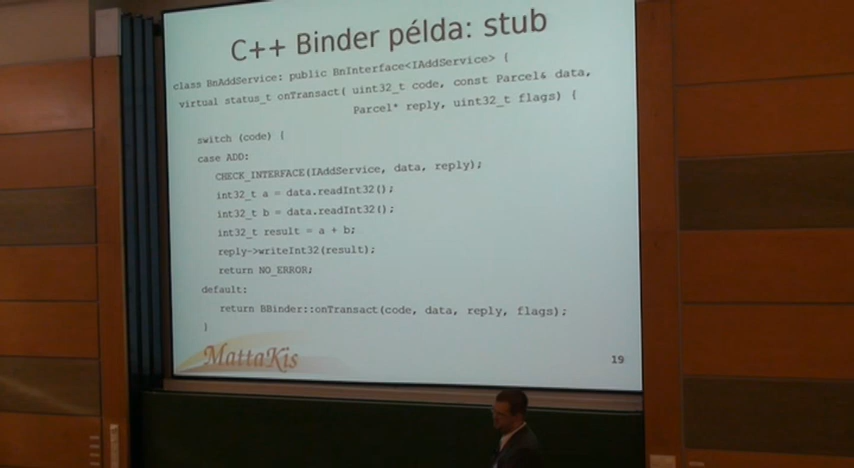 C++ Binder példa: stub
class BnAddService: public BnInterface<IAddService> {
virtual status_t onTransact( uint32_t code, const Parcel& data,
Parcel* reply, uint32_t flags) {
switch (code) {
case ADD:
CHECK_INTERFACE(IAddService, data, reply);
int32_t a = data.readInt32();
int32_t b = data.readInt32();
int32_t result = a + b;
reply->writeInt32(result);
return NO_ERROR;
default:
return BBinder::onTransact(code, data, reply, flags);
}
MattaKis
19